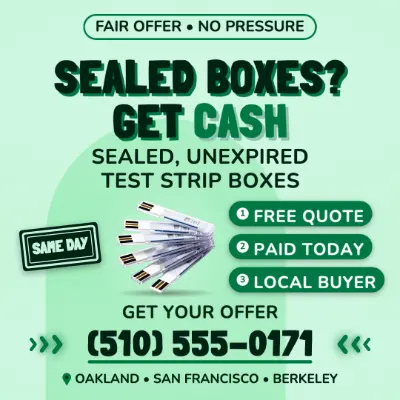 FAIR OFFER • NO PRESSURE
SEALED BOXES?
GET CASH
SEALED, UNEXPIRED
TEST STRIP BOXES
SAME DAY
1 FREE QUOTE
2 PAID TODAY
3 LOCAL BUYER
GET YOUR OFFER
››› (510) 555-0171 ‹‹‹
OAKLAND • SAN FRANCISCO • BERKELEY